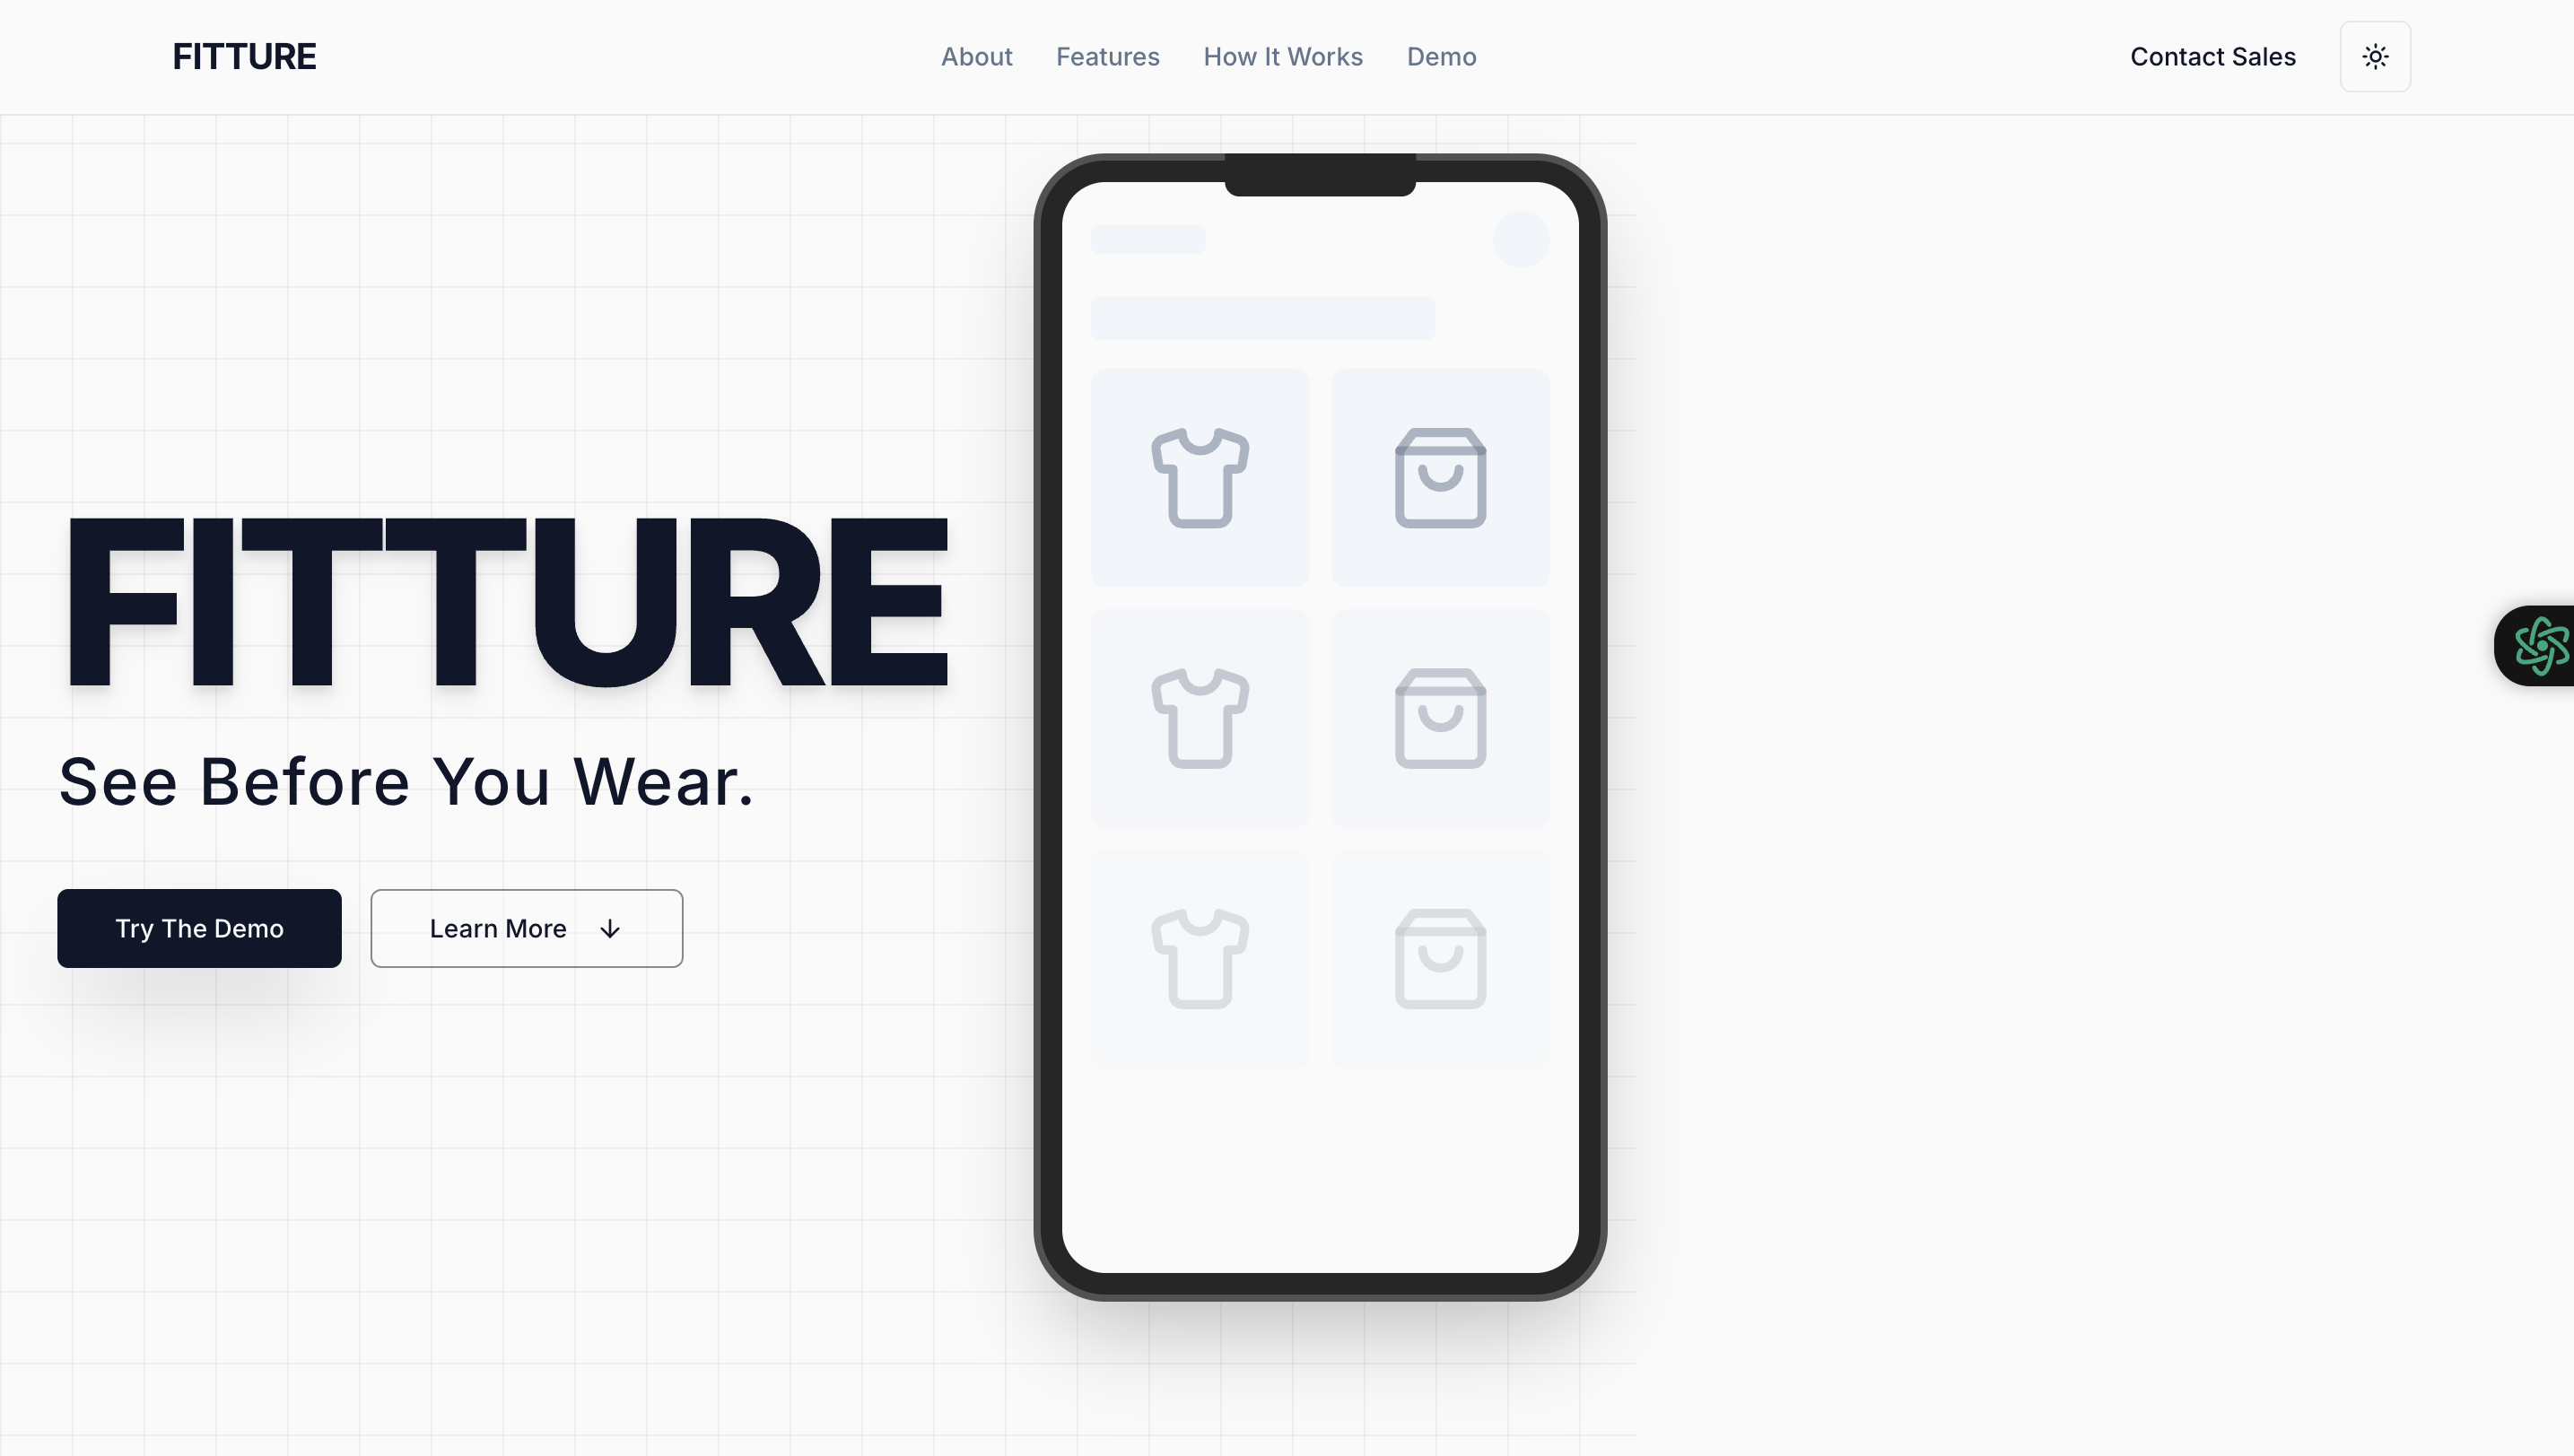 FITTURE
About Features How It Works Demo
Contact Sales
FITTURE
See Before You Wear.
Try The Demo
Learn More ↓